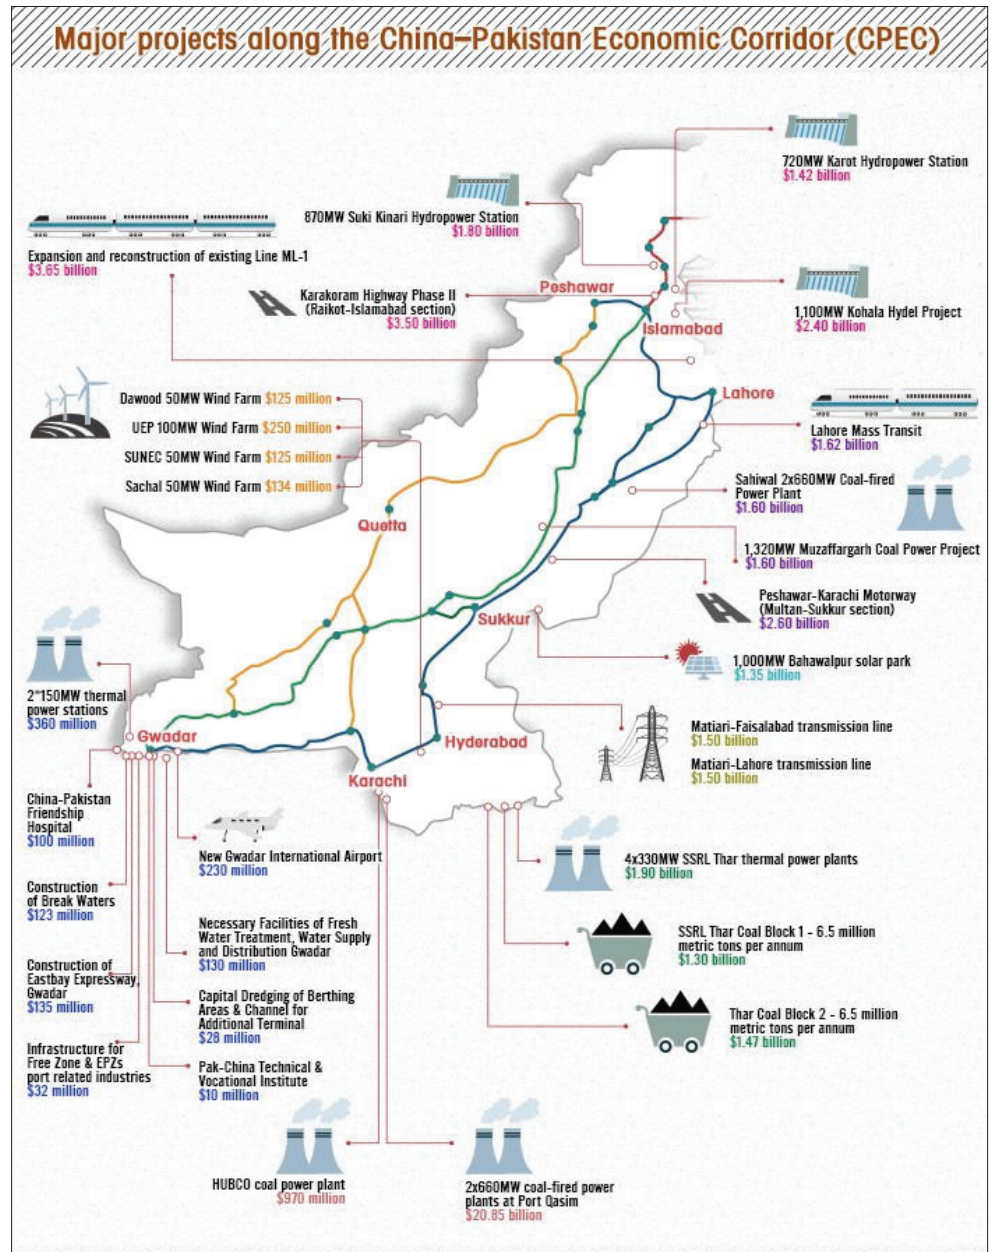 Major projects along the China–Pakistan Economic Corridor (CPEC)
720MW Karot Hydropower Station
$1.42 billion
870MW Suki Kinari Hydropower Station
$1.80 billion
Expansion and reconstruction of existing Line ML-1
$3.65 billion
Karakoram Highway Phase II
(Raikot-Islamabad section)
$3.50 billion
Peshawar
Islamabad
1,100MW Kohala Hydel Project
$2.40 billion
Dawood 50MW Wind Farm $125 million
UEP 100MW Wind Farm $250 million
SUNEC 50MW Wind Farm $125 million
Sachal 50MW Wind Farm $134 million
Lahore
Lahore Mass Transit
$1.62 billion
Sahiwal 2x660MW Coal-fired
Power Plant
$1.60 billion
Quetta
1,320MW Muzaffargarh Coal Power Project
$1.60 billion
Peshawar-Karachi Motorway
(Multan-Sukkur section)
$2.60 billion
Sukkur
1,000MW Bahawalpur solar park
$1.35 billion
2*150MW thermal
power stations
$360 million
Gwadar
Hyderabad
Karachi
Matiari-Faisalabad transmission line
$1.50 billion
Matiari-Lahore transmission line
$1.50 billion
China-Pakistan
Friendship
Hospital
$100 million
New Gwadar International Airport
$230 million
4x330MW SSRL Thar thermal power plants
$1.90 billion
Construction
of Break Waters
$123 million
Necessary Facilities of Fresh
Water Treatment, Water Supply
and Distribution Gwadar
$130 million
SSRL Thar Coal Block 1 - 6.5 million
metric tons per annum
$1.30 billion
Construction of
Eastbay Expressway,
Gwadar
$135 million
Capital Dredging of Berthing
Areas & Channel for
Additional Terminal
$28 million
Thar Coal Block 2 - 6.5 million
metric tons per annum
$1.47 billion
Infrastructure for
Free Zone & EPZs
port related industries
$32 million
Pak-China Technical &
Vocational Institute
$10 million
HUBCO coal power plant
$970 million
2x660MW coal-fired power
plants at Port Qasim
$20.85 billion